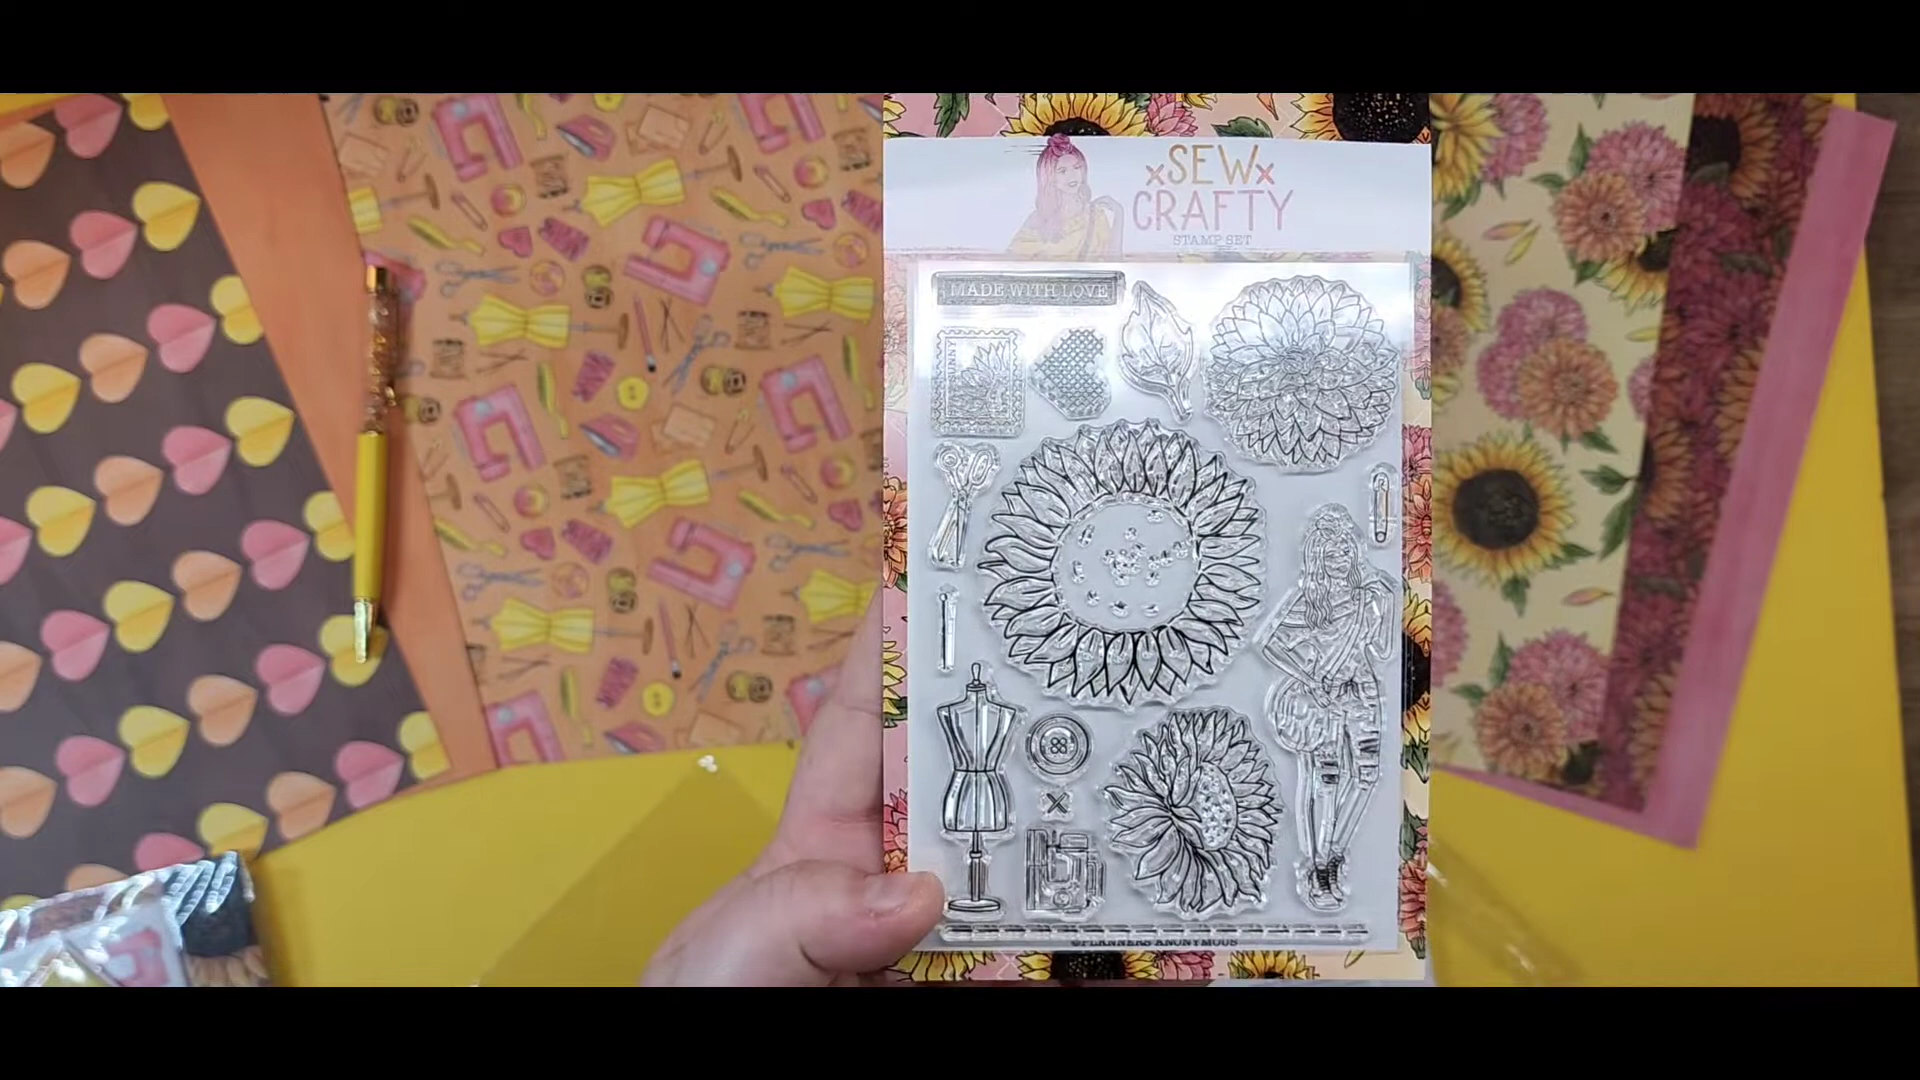 xSEWx
CRAFTY
STAMP SET
MADE WITH LOVE
©PLANNERS ANONYMOUS